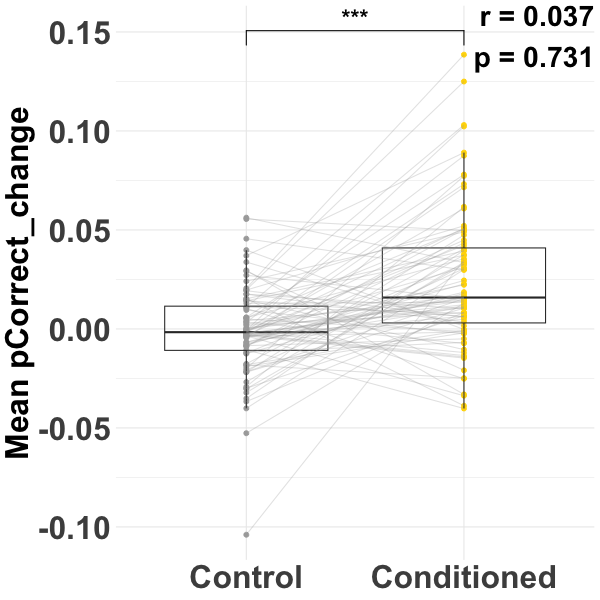 ***
r = 0.037
p = 0.731
Mean pCorrect_change
0.15
0.10
0.05
0.00
-0.05
-0.10
Control
Conditioned